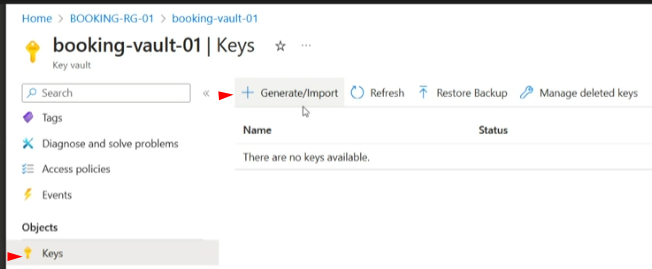 Home > BOOKING-RG-01 > booking-vault-01
booking-vault-01 | Keys ☆ ...
Key vault
Search «
Generate/Import Refresh Restore Backup Manage deleted keys
Tags
Diagnose and solve problems
Access policies
Events
Objects
Keys
Name Status
There are no keys available.